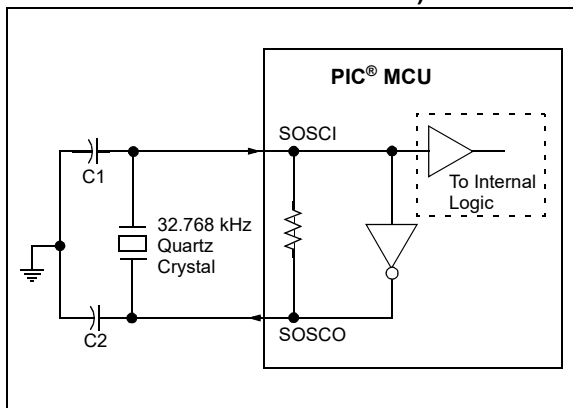 PIC® MCU
SOSCI
C1
To Internal
Logic
32.768 kHz
Quartz
Crystal
SOSCO
C2